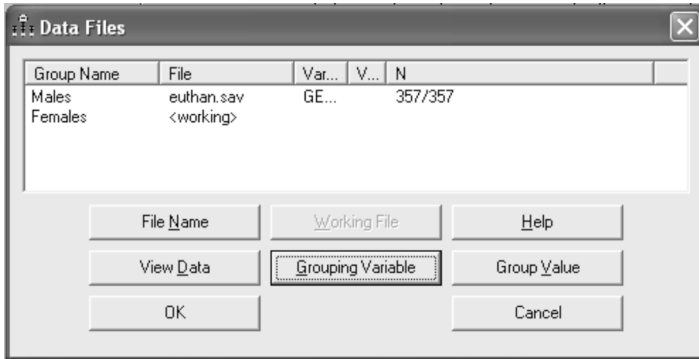 Data Files
Group Name File Var... V... N
Males euthan.sav GE... 357/357
Females <working>
File Name Working File Help
View Data Grouping Variable Group Value
OK Cancel